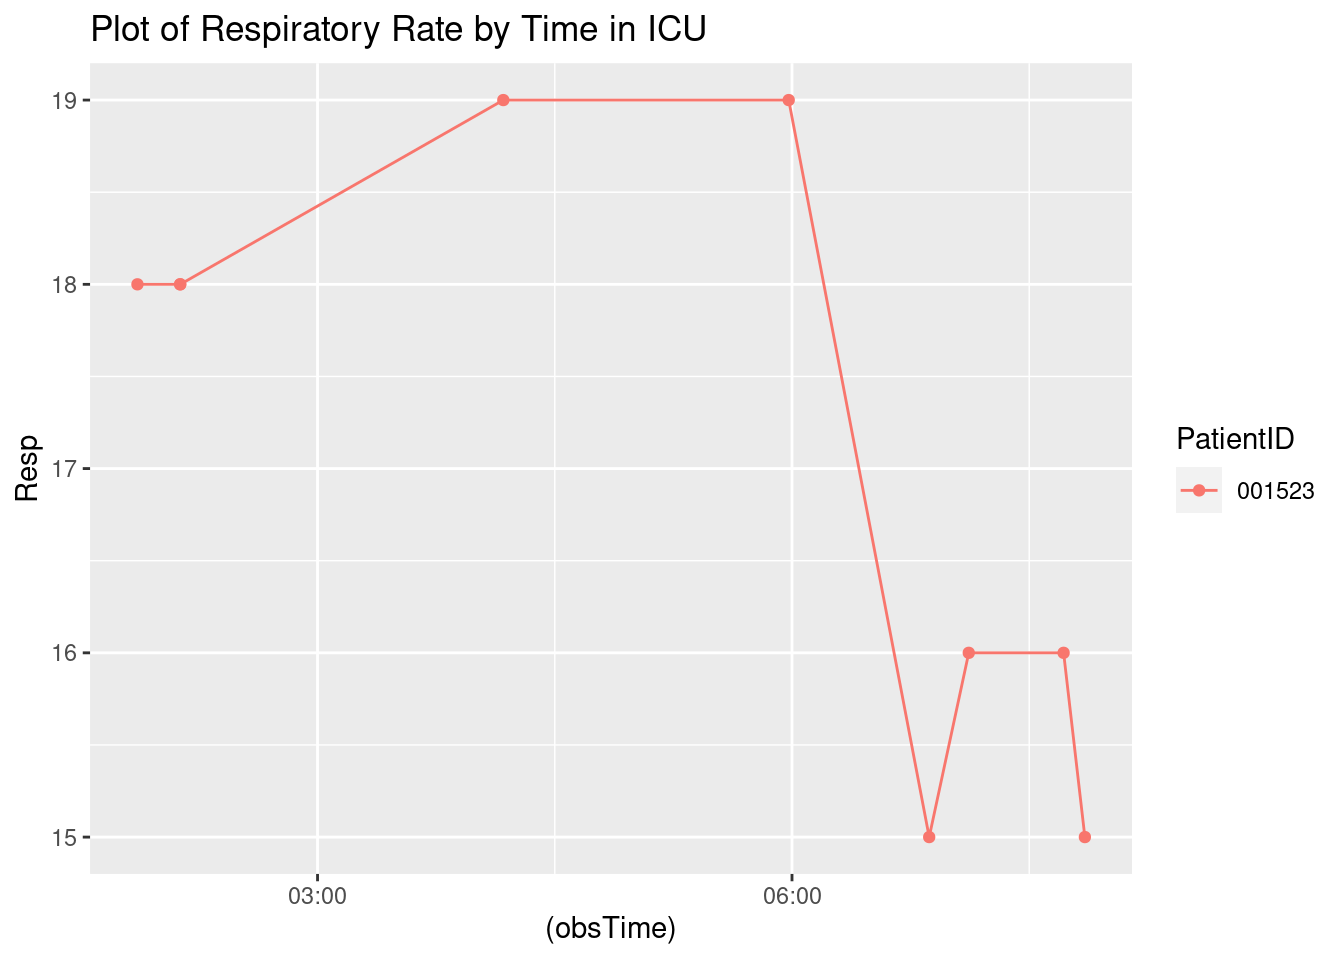 Plot of Respiratory Rate by Time in ICU
19
18
17
16
15
Resp
03:00
06:00
(obsTime)
PatientID
001523